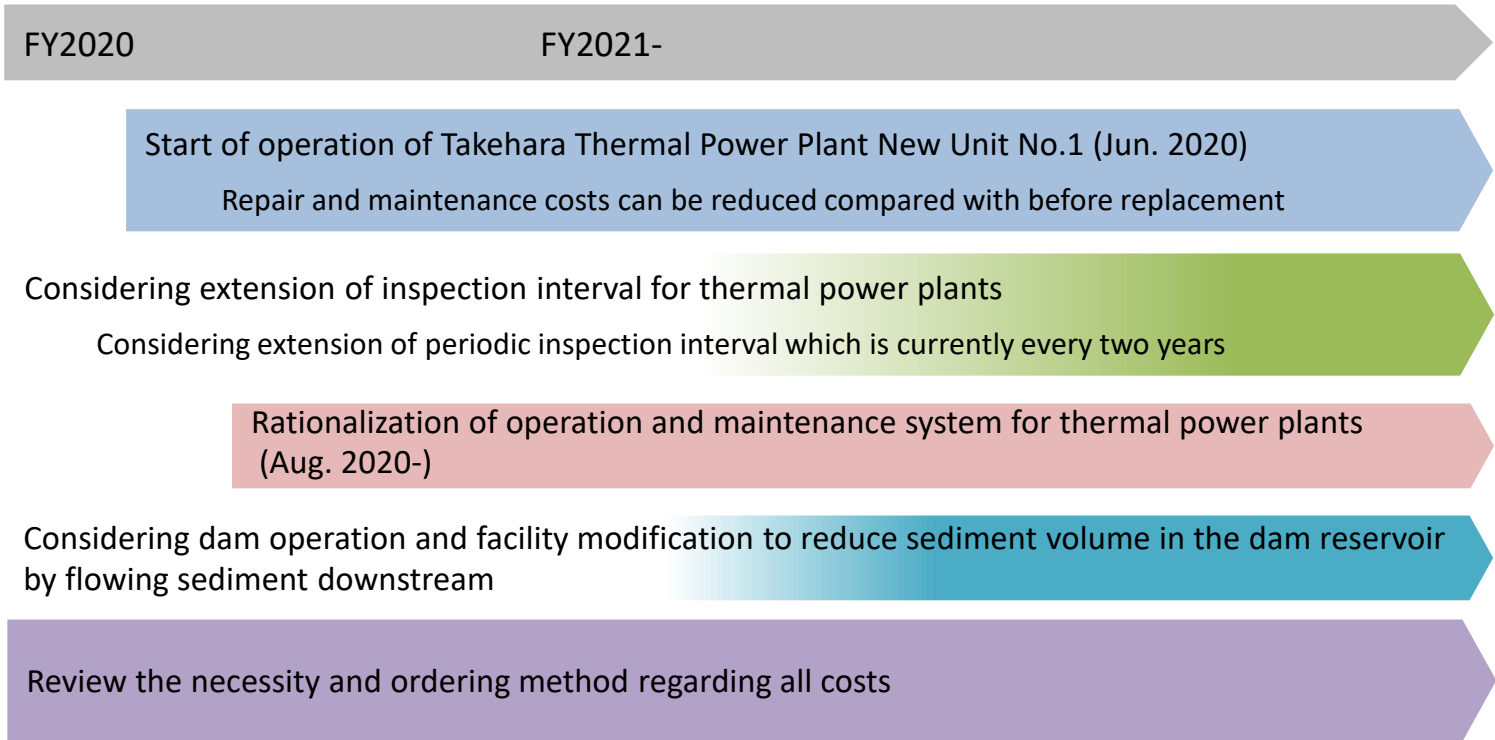 FY2020 FY2021-
Start of operation of Takehara Thermal Power Plant New Unit No.1 (Jun. 2020)
Repair and maintenance costs can be reduced compared with before replacement
Considering extension of inspection interval for thermal power plants
Considering extension of periodic inspection interval which is currently every two years
Rationalization of operation and maintenance system for thermal power plants
(Aug. 2020-)
Considering dam operation and facility modification to reduce sediment volume in the dam reservoir
by flowing sediment downstream
Review the necessity and ordering method regarding all costs